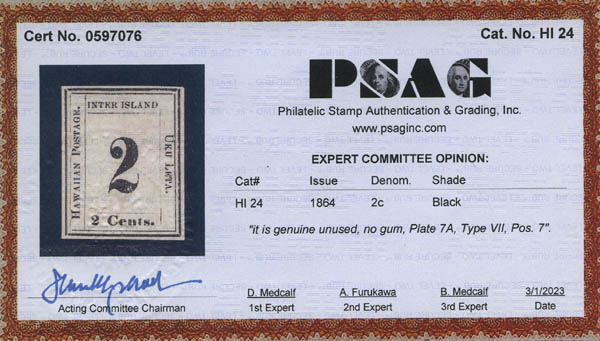 Cert No. 0597076
Cat. No. HI 24
PSAG
Philatelic Stamp Authentication & Grading, Inc.
www.psaginc.com
HAWAIIAN POSTAGE.
INTER ISLAND
UKU LETA.
2
2 Cents.
EXPERT COMMITTEE OPINION:
Cat# Issue Denom. Shade
HI 24 1864 2c Black
"it is genuine unused, no gum, Plate 7A, Type VII, Pos. 7".
Acting Committee Chairman
D. Medcalf A. Furukawa B. Medcalf 3/1/2023
1st Expert 2nd Expert 3rd Expert Date